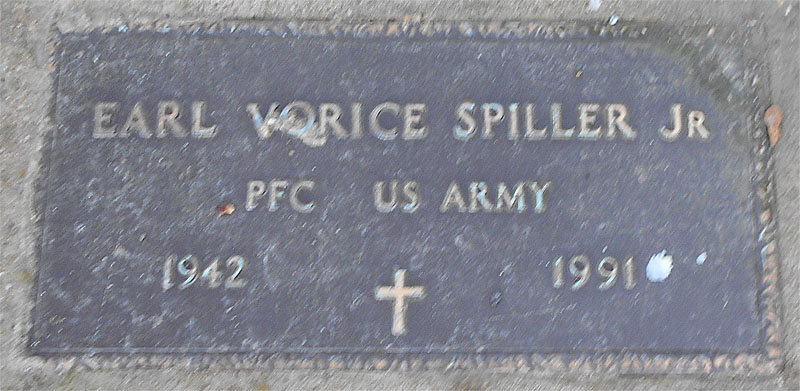 EARL VORICE SPILLER JR
PFC US ARMY
1942 1991